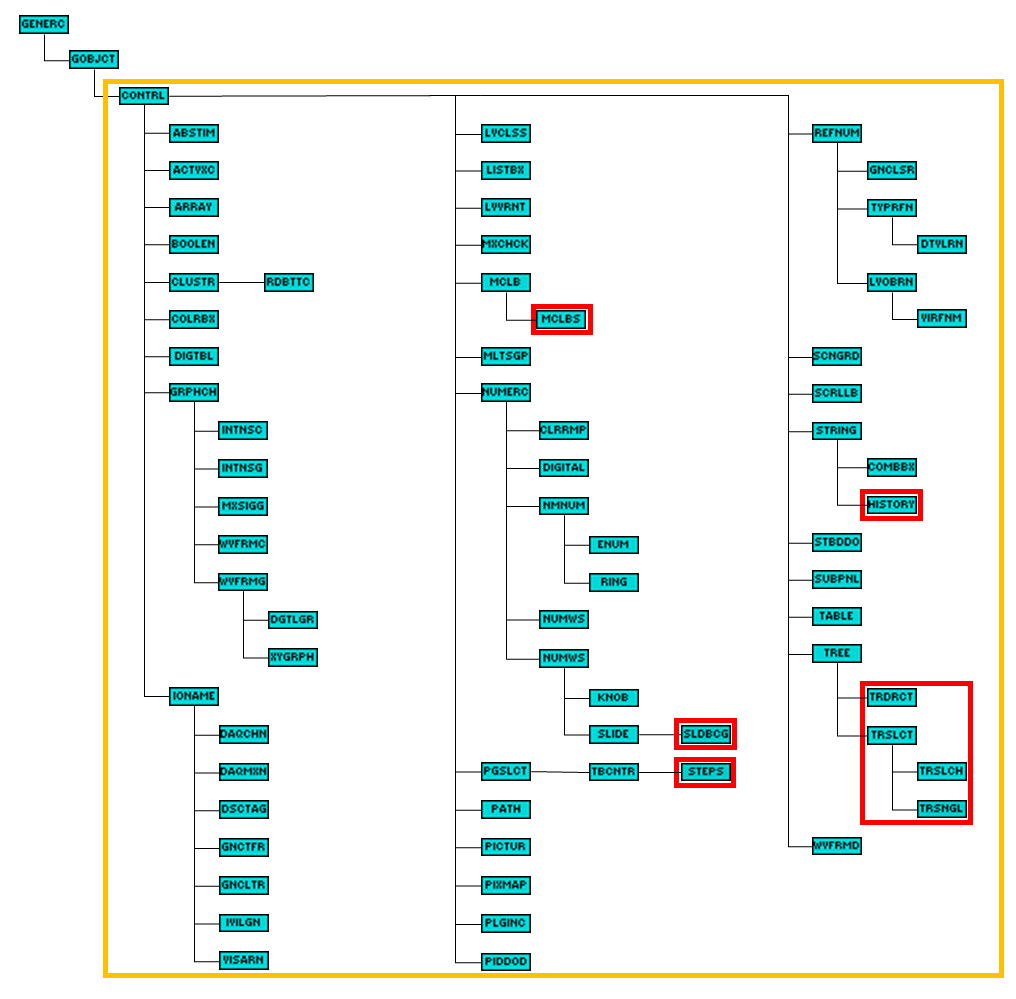 GENERC
GOBJCT
CONTRL
ABSTIM
ACTVXC
ARRAY
BOOLEN
CLUSTR
RDBTTC
COLRBX
DIGTBL
GRPHCH
INTNSC
INTNSG
MXSIGG
WVFRMC
WVFRMG
DGTLGR
XYGRPH
IONAME
DAQCHN
DAQMXN
DSCTAG
GNCTFR
GNCLTR
IVILGN
VISARN
LVCLSS
LISTBX
LVVRNT
MXCHCK
MCLB
MCLBS
MLTSGP
NUMERC
CLRRMP
DIGITAL
NMNUM
ENUM
RING
NUMWS
NUMWS
KNOB
SLIDE
SLDBCG
PGSLCT
TBCNTR
STEPS
PATH
PICTUR
PIXMAP
PLGINC
PIDDOD
REFNUM
GNCLSR
TYPRFN
DTVLRN
LVOBRN
VIRFNM
SCNGRD
SCRLLB
STRING
COMBBX
HISTORY
STBDDO
SUBPNL
TABLE
TREE
TRDRCT
TRSLCT
TRSLCH
TRSNGL
WVFRMD